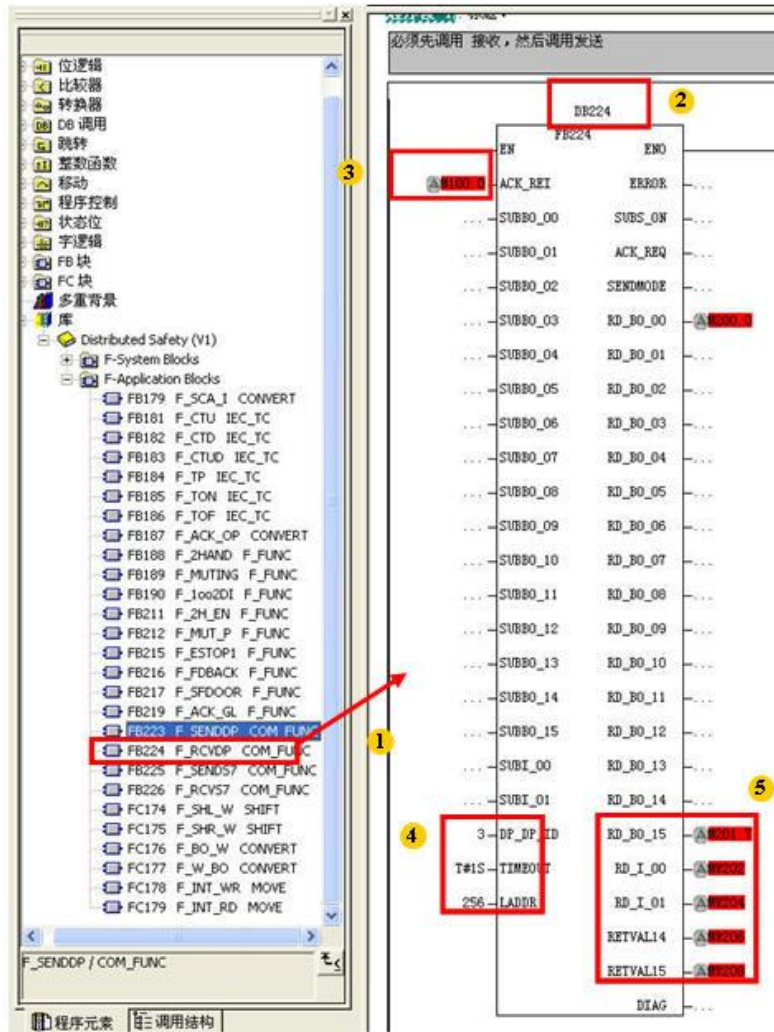 必须先调用 接收，然后调用发送
位逻辑
比较器
转换器
DB 调用
跳转
整数函数
移动
程序控制
状态位
字逻辑
FB 块
FC 块
多重背景
库
Distributed Safety (V1)
F-System Blocks
F-Application Blocks
FB179 F_SCA_I CONVERT
FB181 F_CTU IEC_TC
FB182 F_CTD IEC_TC
FB183 F_CTUD IEC_TC
FB184 F_TP IEC_TC
FB185 F_TON IEC_TC
FB186 F_TOF IEC_TC
FB187 F_ACK_OP CONVERT
FB188 F_2HAND F_FUNC
FB189 F_MUTING F_FUNC
FB190 F_1oo2DI F_FUNC
FB211 F_2H_EN F_FUNC
FB212 F_MUT_P F_FUNC
FB215 F_ESTOP1 F_FUNC
FB216 F_FDBACK F_FUNC
FB217 F_SFDOOR F_FUNC
FB219 F_ACK_GL F_FUNC
FB223 F_SENDDP COM_FUNC
FB224 F_RCVDP COM_FUNC
FB225 F_SENDS7 COM_FUNC
FB226 F_RCVS7 COM_FUNC
FC174 F_SHL_W SHIFT
FC175 F_SHR_W SHIFT
FC176 F_BO_W CONVERT
FC177 F_W_BO CONVERT
FC178 F_INT_WR MOVE
FC179 F_INT_RD MOVE
F_SENDDP / COM_FUNC
程序元素 调用结构
1
2
3
4
5
DB224
FB224
EN ENO
A M100.0 ACK_REI ERROR ...
... SUBBO_00 SUBS_ON ...
... SUBBO_01 ACK_REQ ...
... SUBBO_02 SENDMODE ...
... SUBBO_03 RD_BO_00 A M200.0
... SUBBO_04 RD_BO_01 ...
... SUBBO_05 RD_BO_02 ...
... SUBBO_06 RD_BO_03 ...
... SUBBO_07 RD_BO_04 ...
... SUBBO_08 RD_BO_05 ...
... SUBBO_09 RD_BO_06 ...
... SUBBO_10 RD_BO_07 ...
... SUBBO_11 RD_BO_08 ...
... SUBBO_12 RD_BO_09 ...
... SUBBO_13 RD_BO_10 ...
... SUBBO_14 RD_BO_11 ...
... SUBBO_15 RD_BO_12 ...
... SUBI_00 RD_BO_13 ...
... SUBI_01 RD_BO_14 ...
3 DP_DP_ID RD_BO_15 A M201.7
T#1S TIMEOUT RD_I_00 A MW202
256 LADDR RD_I_01 A MW204
RETVAL14 A MW206
RETVAL15 A MW208
DIAG ...